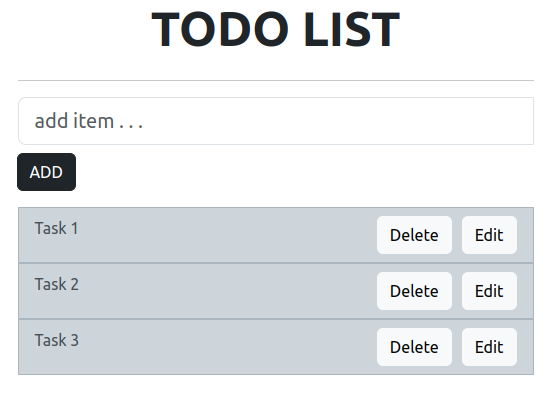 TODO LIST
add item . . .
ADD
Task 1 Delete Edit
Task 2 Delete Edit
Task 3 Delete Edit